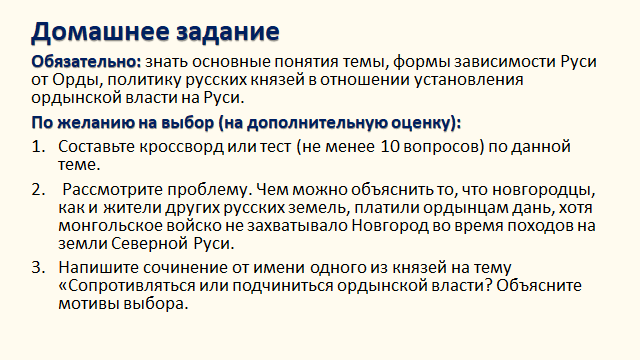 Домашнее задание
Обязательно: знать основные понятия темы, формы зависимости Руси
от Орды, политику русских князей в отношении установления
ордынской власти на Руси.
По желанию на выбор (на дополнительную оценку):
1. Составьте кроссворд или тест (не менее 10 вопросов) по данной
теме.
2. Рассмотрите проблему. Чем можно объяснить то, что новгородцы,
как и жители других русских земель, платили ордынцам дань, хотя
монгольское войско не захватывало Новгород во время походов на
земли Северной Руси.
3. Напишите сочинение от имени одного из князей на тему
«Сопротивляться или подчиниться ордынской власти? Объясните
мотивы выбора.